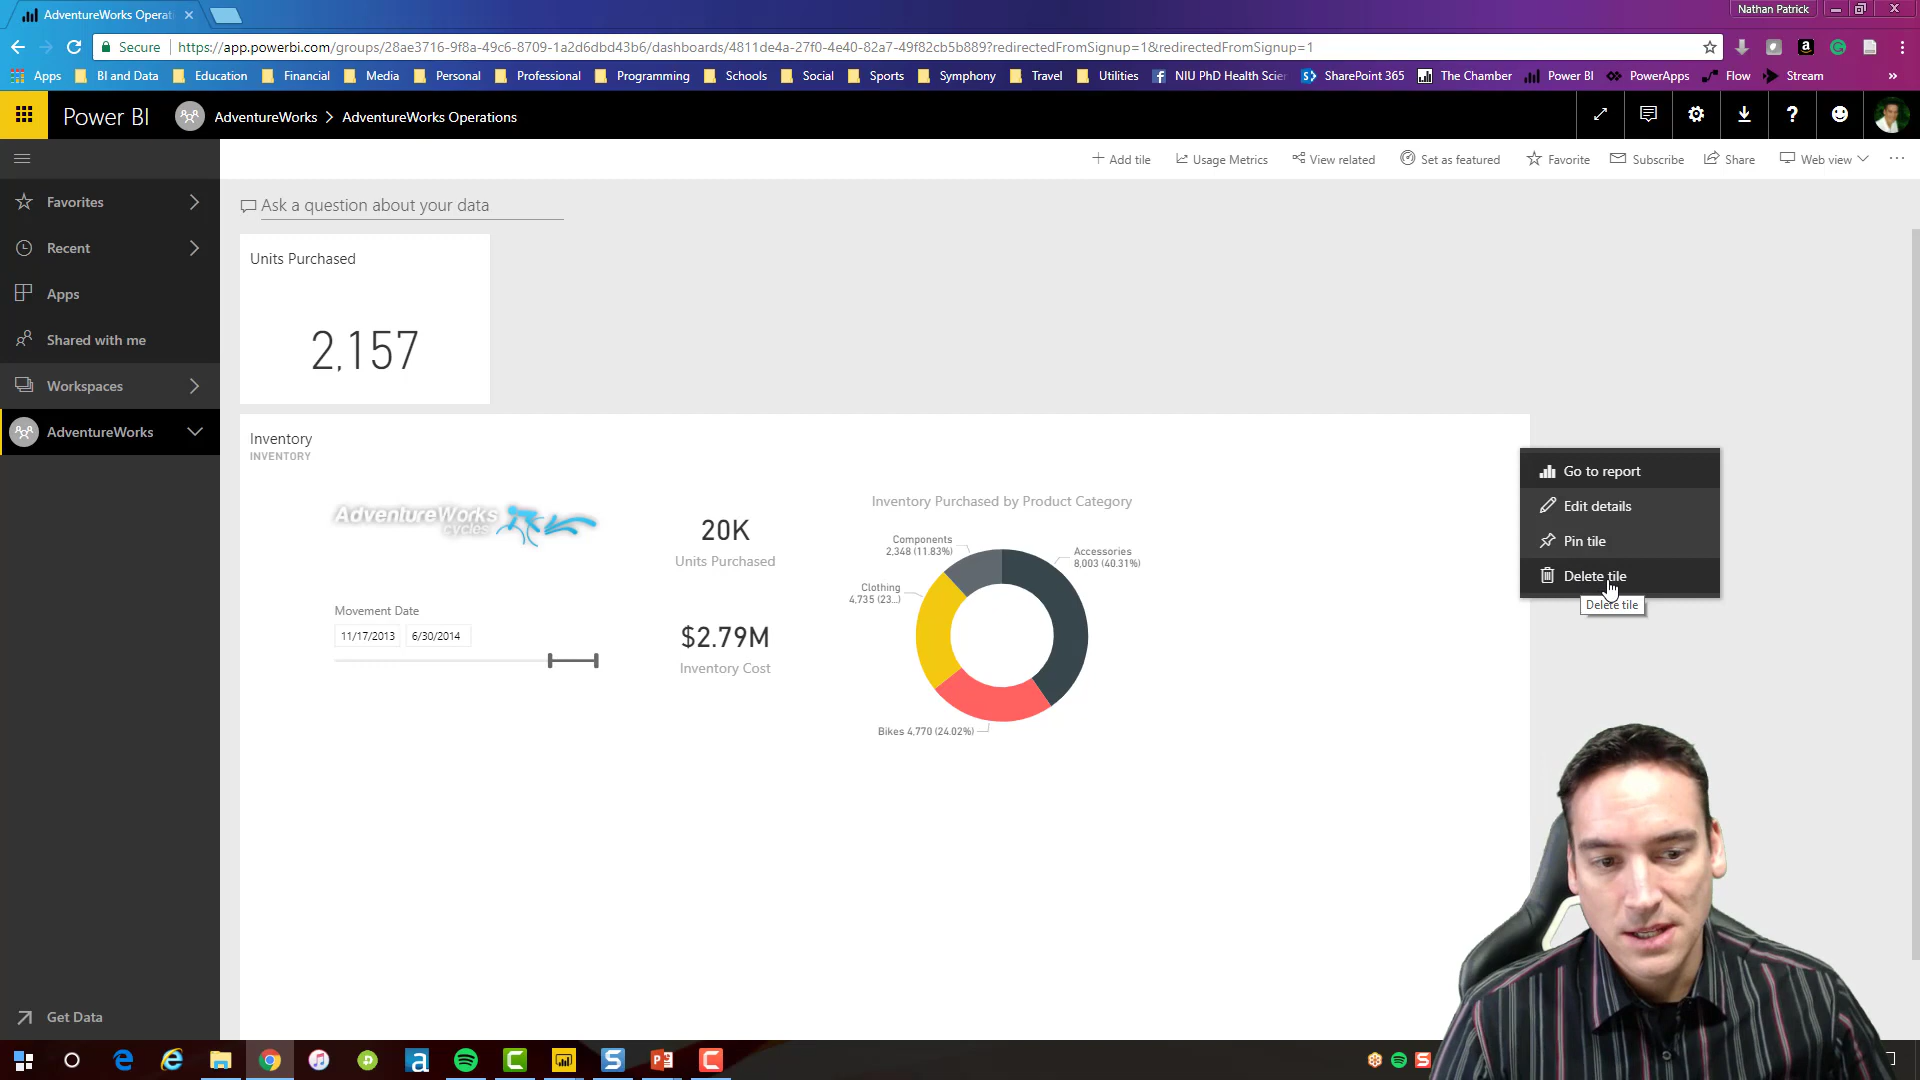 AdventureWorks Operat
Nathan Patrick
Secure
https://app.powerbi.com/groups/28ae3716-9f8a-49c6-8709-1a2d6dbd43b6/dashboards/4811de4a-27f0-4e40-82a7-49f82cb5b889?redirectedFromSignup=1&redirectedFromSignup=1
Apps BI and Data Education Financial Media Personal Professional Programming Schools Social Sports Symphony Travel Utilities NIU PhD Health Scien SharePoint 365 The Chamber Power BI PowerApps Flow Stream
Power BI AdventureWorks > AdventureWorks Operations
+ Add tile Usage Metrics View related Set as featured Favorite Subscribe Share Web view
Favorites
Recent
Apps
Shared with me
Workspaces
AdventureWorks
Get Data
Ask a question about your data
Units Purchased
2,157
Inventory
INVENTORY
AdventureWorks
cycles
Movement Date
11/17/2013 6/30/2014
20K
Units Purchased
$2.79M
Inventory Cost
Inventory Purchased by Product Category
Components
2,348 (11.83%)
Accessories
8,003 (40.31%)
Clothing
4,735 (23...)
Bikes 4,770 (24.02%)
Go to report
Edit details
Pin tile
Delete tile
Delete tile